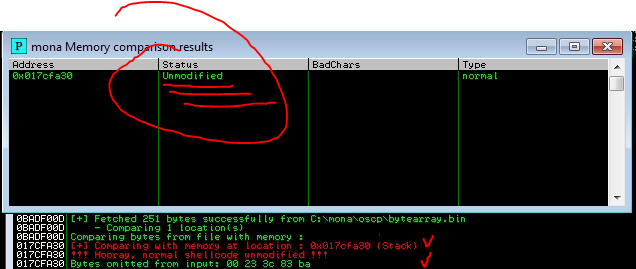 mona Memory comparison results
Address Status BadChars Type
0x017cfa30 Unmodified normal
0BADF00D [+] Fetched 251 bytes successfully from C:\mona\oscp\bytearray.bin
0BADF00D - Comparing 1 location(s)
0BADF00D Comparing bytes from file with memory :
017CFA30 [+] Comparing with memory at location : 0x017cfa30 (Stack)
017CFA30 !!! Hooray, normal shellcode unmodified !!!
017CFA30 Bytes omitted from input: 00 23 3c 83 ba